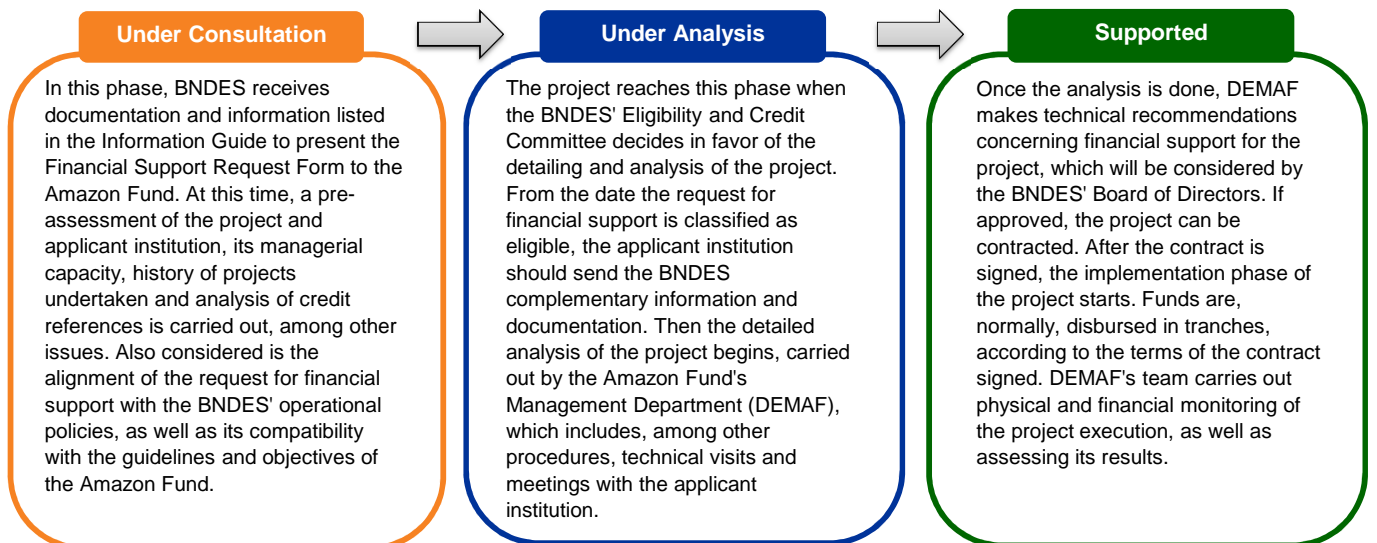 Under Consultation
In this phase, BNDES receives
documentation and information listed
in the Information Guide to present the
Financial Support Request Form to the
Amazon Fund. At this time, a pre-
assessment of the project and
applicant institution, its managerial
capacity, history of projects
undertaken and analysis of credit
references is carried out, among other
issues. Also considered is the
alignment of the request for financial
support with the BNDES' operational
policies, as well as its compatibility
with the guidelines and objectives of
the Amazon Fund.
Under Analysis
The project reaches this phase when
the BNDES' Eligibility and Credit
Committee decides in favor of the
detailing and analysis of the project.
From the date the request for
financial support is classified as
eligible, the applicant institution
should send the BNDES
complementary information and
documentation. Then the detailed
analysis of the project begins, carried
out by the Amazon Fund's
Management Department (DEMAF),
which includes, among other
procedures, technical visits and
meetings with the applicant
institution.
Supported
Once the analysis is done, DEMAF
makes technical recommendations
concerning financial support for the
project, which will be considered by
the BNDES' Board of Directors. If
approved, the project can be
contracted. After the contract is
signed, the implementation phase of
the project starts. Funds are,
normally, disbursed in tranches,
according to the terms of the contract
signed. DEMAF's team carries out
physical and financial monitoring of
the project execution, as well as
assessing its results.